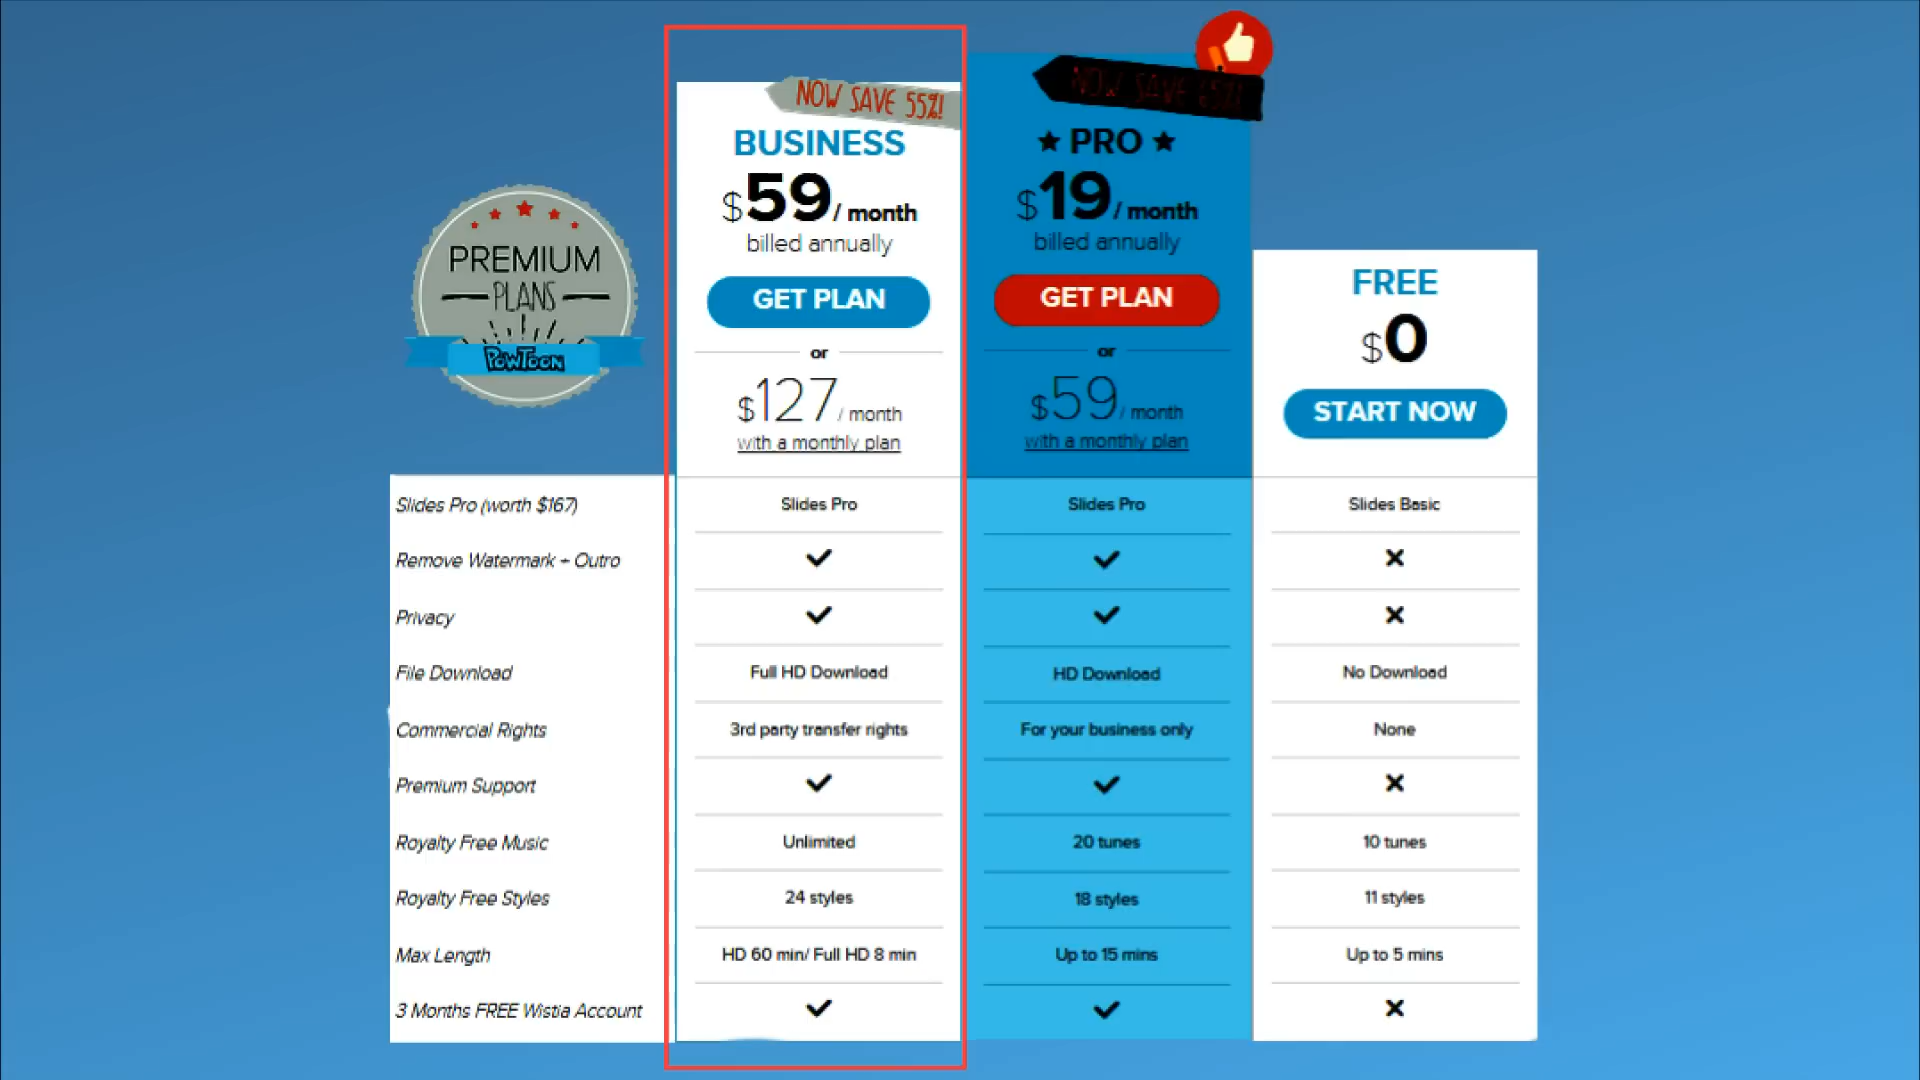 NOW SAVE 55%!
BUSINESS
$59/ month
billed annually
GET PLAN
or
$127/ month
with a monthly plan
NOW SAVE 65%!
★ PRO ★
$19/ month
billed annually
GET PLAN
or
$59/ month
with a monthly plan
FREE
$0
START NOW
PREMIUM
PLANS
POWTOON
Slides Pro (worth $167) Slides Pro Slides Pro Slides Basic
Remove Watermark + Outro ✔ ✔ ✖
Privacy ✔ ✔ ✖
File Download Full HD Download HD Download No Download
Commercial Rights 3rd party transfer rights For your business only None
Premium Support ✔ ✔ ✖
Royalty Free Music Unlimited 20 tunes 10 tunes
Royalty Free Styles 24 styles 18 styles 11 styles
Max Length HD 60 min/ Full HD 8 min Up to 15 mins Up to 5 mins
3 Months FREE Wistia Account ✔ ✔ ✖